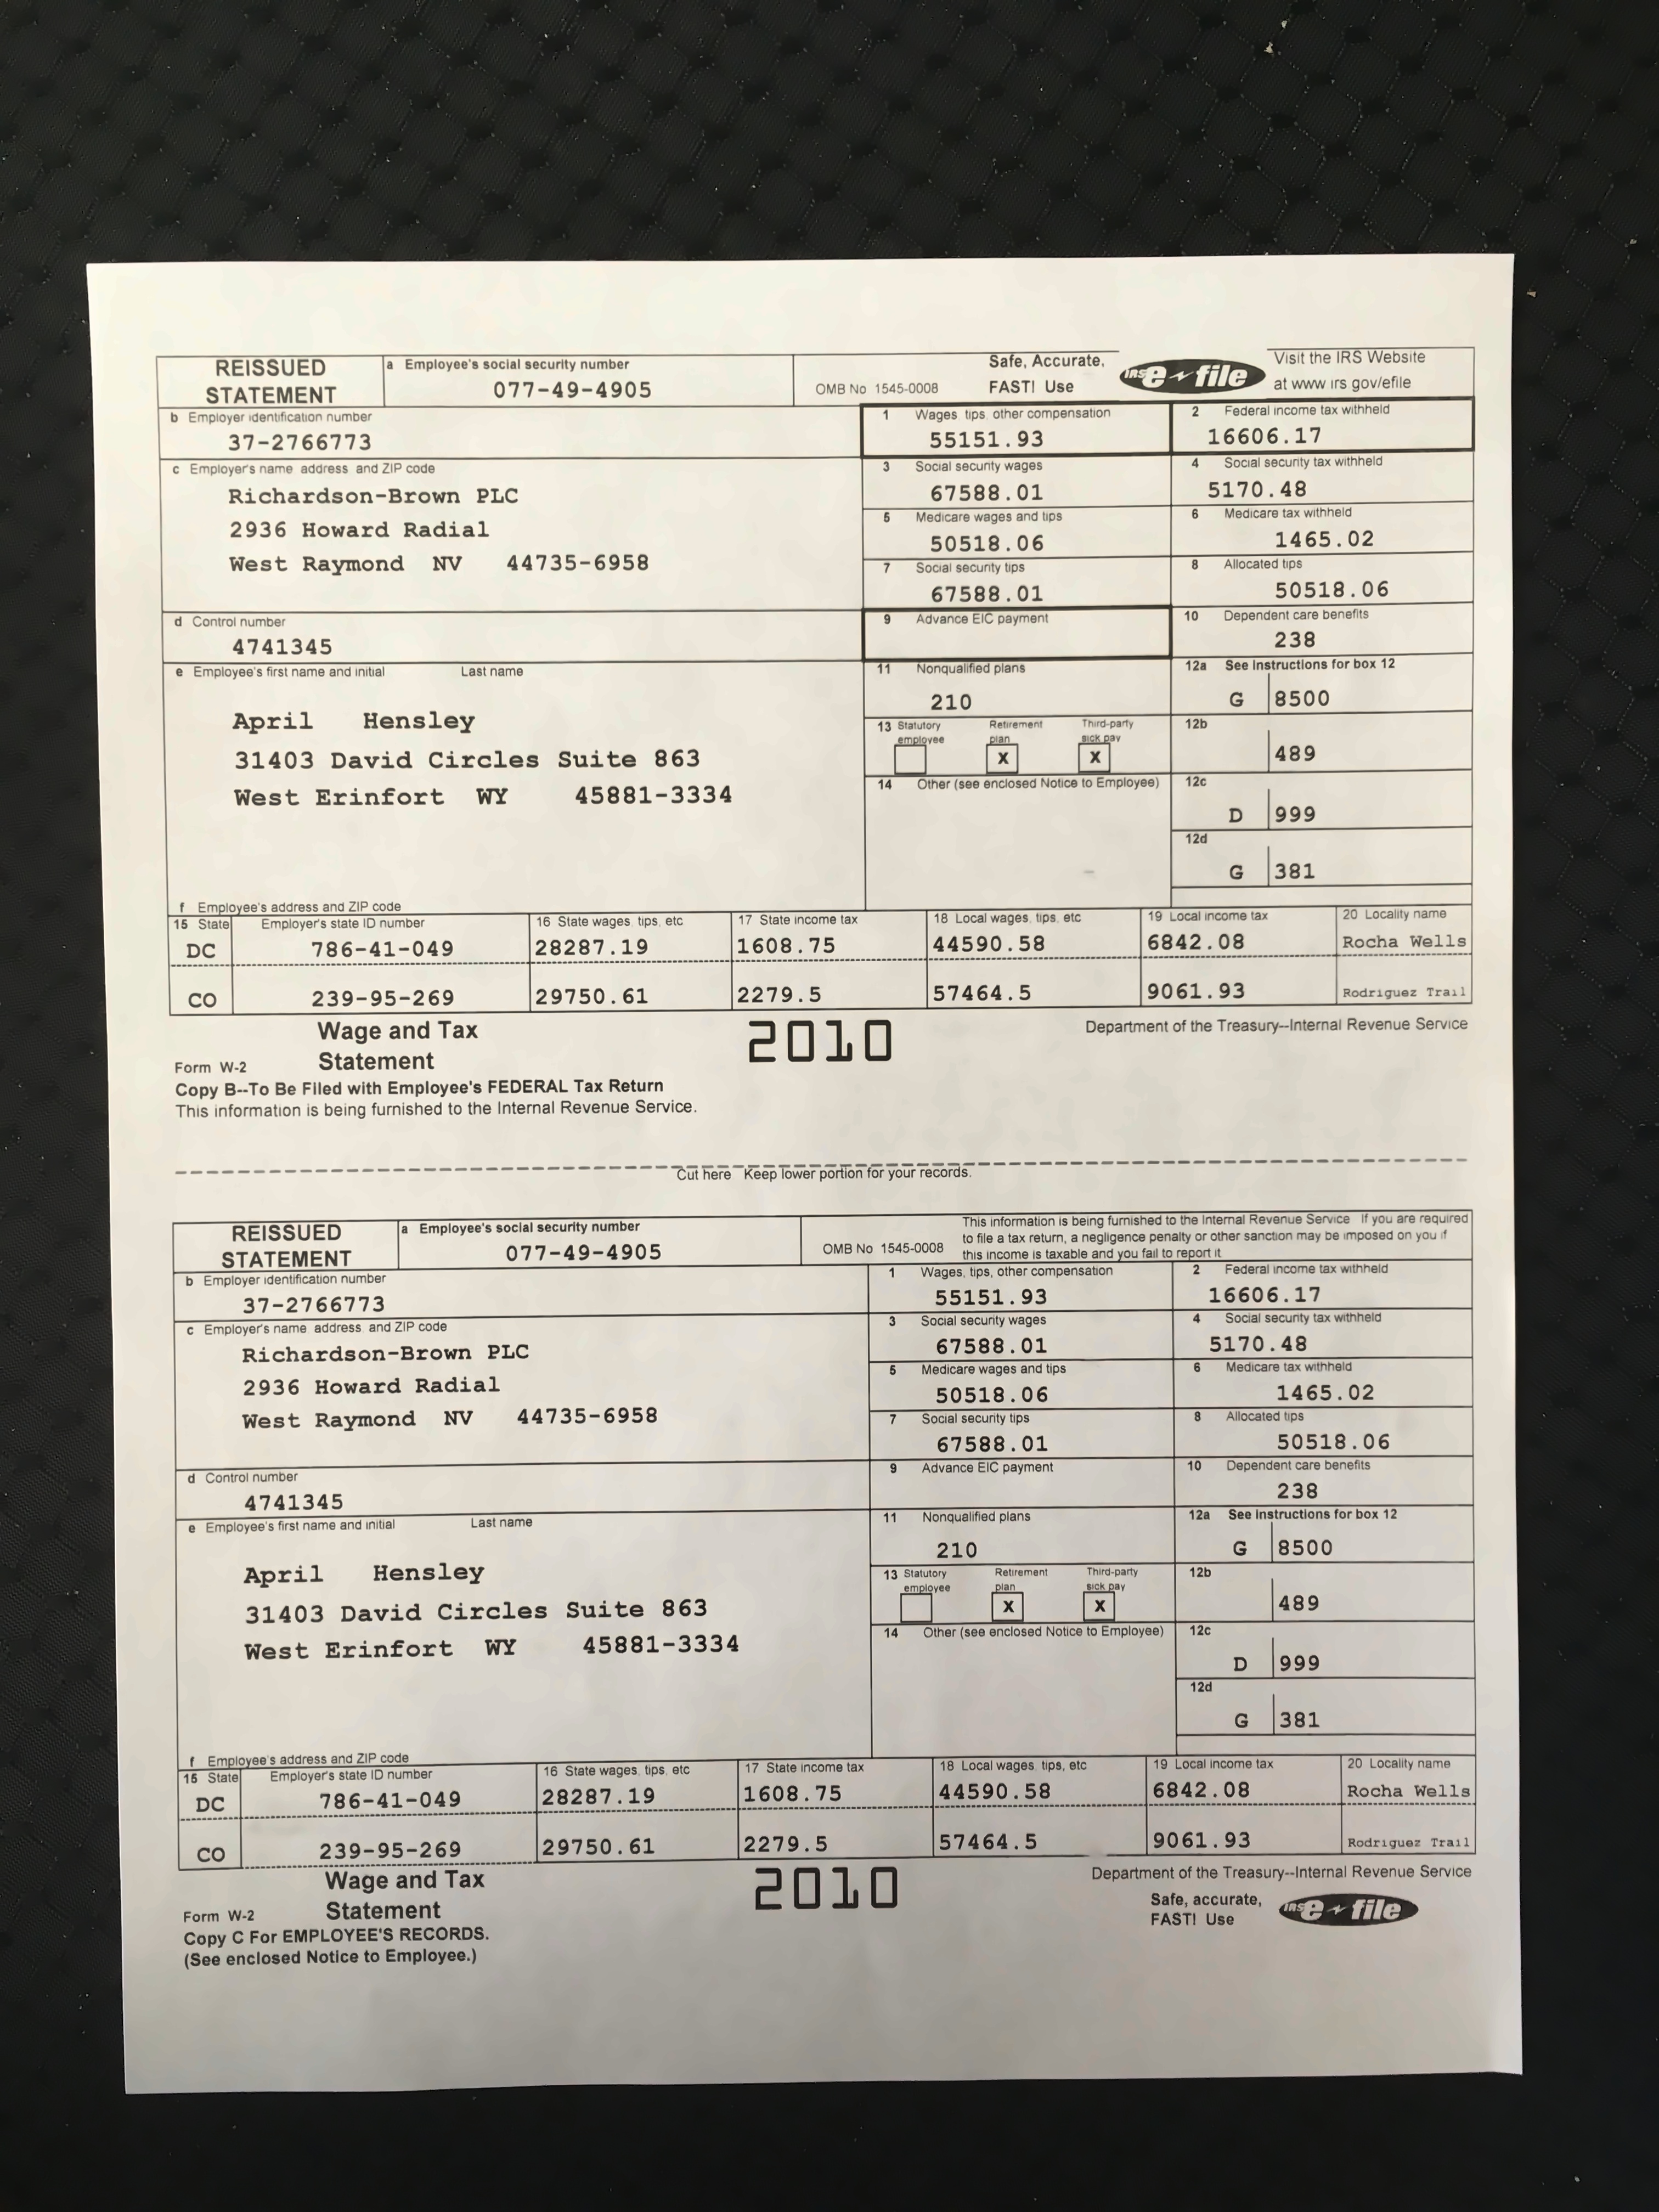 REISSUED STATEMENT
a Employee's social security number
077-49-4905
OMB No 1545-0008
Safe, Accurate, FAST! Use
IRS e-file
Visit the IRS Website
at www irs gov/efile
b Employer identification number
37-2766773
1 Wages, tips, other compensation
55151.93
2 Federal income tax withheld
16606.17
c Employer's name address and ZIP code
Richardson-Brown PLC
2936 Howard Radial
West Raymond NV 44735-6958
3 Social security wages
67588.01
4 Social security tax withheld
5170.48
5 Medicare wages and tips
50518.06
6 Medicare tax withheld
1465.02
7 Social security tips
67588.01
8 Allocated tips
50518.06
d Control number
4741345
9 Advance EIC payment
10 Dependent care benefits
238
e Employee's first name and initial Last name
April Hensley
31403 David Circles Suite 863
West Erinfort WY 45881-3334
11 Nonqualified plans
210
12a See Instructions for box 12
G 8500
13 Statutory employee
Retirement plan
X
Third-party sick pay
X
12b
489
14 Other (see enclosed Notice to Employee)
12c
D 999
12d
G 381
f Employee's address and ZIP code
15 State Employer's state ID number 16 State wages, tips, etc 17 State income tax 18 Local wages, tips, etc 19 Local income tax 20 Locality name
DC 786-41-049 28287.19 1608.75 44590.58 6842.08 Rocha Wells
CO 239-95-269 29750.61 2279.5 57464.5 9061.93 Rodriguez Trail
Form W-2
Wage and Tax
Statement
2010
Department of the Treasury--Internal Revenue Service
Copy B--To Be Filed with Employee's FEDERAL Tax Return
This information is being furnished to the Internal Revenue Service.
Cut here Keep lower portion for your records.
REISSUED STATEMENT
a Employee's social security number
077-49-4905
OMB No 1545-0008
This information is being furnished to the Internal Revenue Service If you are required
to file a tax return, a negligence penalty or other sanction may be imposed on you if
this income is taxable and you fail to report it
b Employer identification number
37-2766773
1 Wages, tips, other compensation
55151.93
2 Federal income tax withheld
16606.17
c Employer's name address and ZIP code
Richardson-Brown PLC
2936 Howard Radial
West Raymond NV 44735-6958
3 Social security wages
67588.01
4 Social security tax withheld
5170.48
5 Medicare wages and tips
50518.06
6 Medicare tax withheld
1465.02
7 Social security tips
67588.01
8 Allocated tips
50518.06
d Control number
4741345
9 Advance EIC payment
10 Dependent care benefits
238
e Employee's first name and initial Last name
April Hensley
31403 David Circles Suite 863
West Erinfort WY 45881-3334
11 Nonqualified plans
210
12a See Instructions for box 12
G 8500
13 Statutory employee
Retirement plan
X
Third-party sick pay
X
12b
489
14 Other (see enclosed Notice to Employee)
12c
D 999
12d
G 381
f Employee's address and ZIP code
15 State Employer's state ID number 16 State wages, tips, etc 17 State income tax 18 Local wages, tips, etc 19 Local income tax 20 Locality name
DC 786-41-049 28287.19 1608.75 44590.58 6842.08 Rocha Wells
CO 239-95-269 29750.61 2279.5 57464.5 9061.93 Rodriguez Trail
Form W-2
Wage and Tax
Statement
2010
Department of the Treasury--Internal Revenue Service
Safe, accurate,
FAST! Use
IRS e-file
Copy C For EMPLOYEE'S RECORDS.
(See enclosed Notice to Employee.)